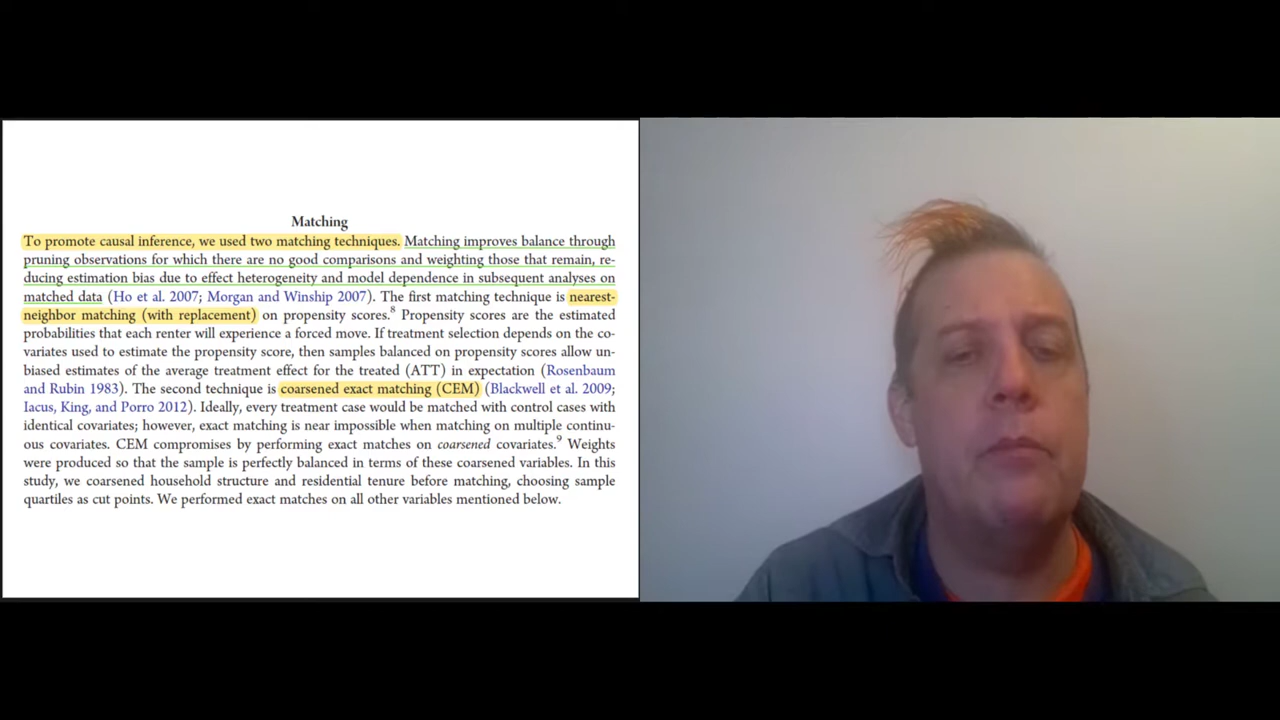 Matching
To promote causal inference, we used two matching techniques. Matching improves balance through
pruning observations for which there are no good comparisons and weighting those that remain, re-
ducing estimation bias due to effect heterogeneity and model dependence in subsequent analyses on
matched data (Ho et al. 2007; Morgan and Winship 2007). The first matching technique is nearest-
neighbor matching (with replacement) on propensity scores.8 Propensity scores are the estimated
probabilities that each renter will experience a forced move. If treatment selection depends on the co-
variates used to estimate the propensity score, then samples balanced on propensity scores allow un-
biased estimates of the average treatment effect for the treated (ATT) in expectation (Rosenbaum
and Rubin 1983). The second technique is coarsened exact matching (CEM) (Blackwell et al. 2009;
Iacus, King, and Porro 2012). Ideally, every treatment case would be matched with control cases with
identical covariates; however, exact matching is near impossible when matching on multiple continu-
ous covariates. CEM compromises by performing exact matches on coarsened covariates.9 Weights
were produced so that the sample is perfectly balanced in terms of these coarsened variables. In this
study, we coarsened household structure and residential tenure before matching, choosing sample
quartiles as cut points. We performed exact matches on all other variables mentioned below.